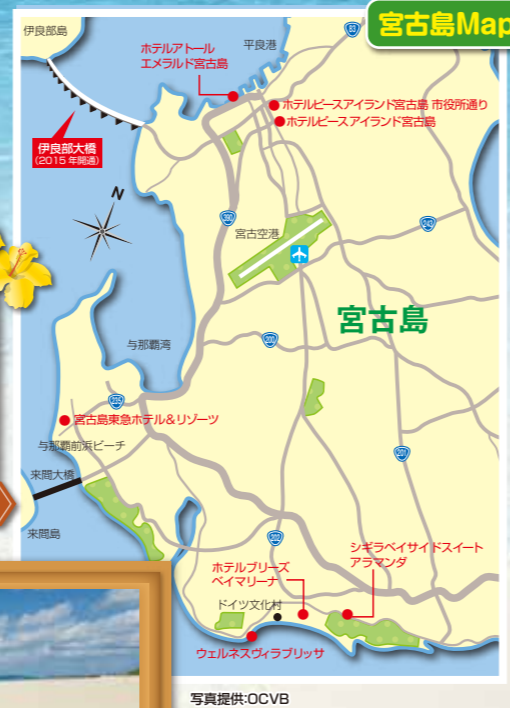 宮古島Map
伊良部島
平良港
83
ホテルアトール
エメラルド宮古島
ホテルピースアイランド宮古島 市役所通り
ホテルピースアイランド宮古島
伊良部大橋
(2015年開通)
N
390
243
宮古空港
宮古島
与那覇湾
200
235
宮古島東急ホテル&リゾーツ
与那覇前浜ビーチ
来間大橋
201
来間島
202
シギラベイサイドスイート
アラマンダ
ホテルブリーズ
ベイマリーナ
ドイツ文化村
ウェルネスヴィラブリッサ
写真提供:OCVB